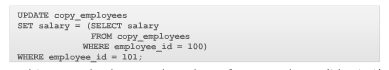 UPDATE copy_employees
SET salary = (SELECT salary
FROM copy_employees
WHERE employee_id = 100)
WHERE employee_id = 101;